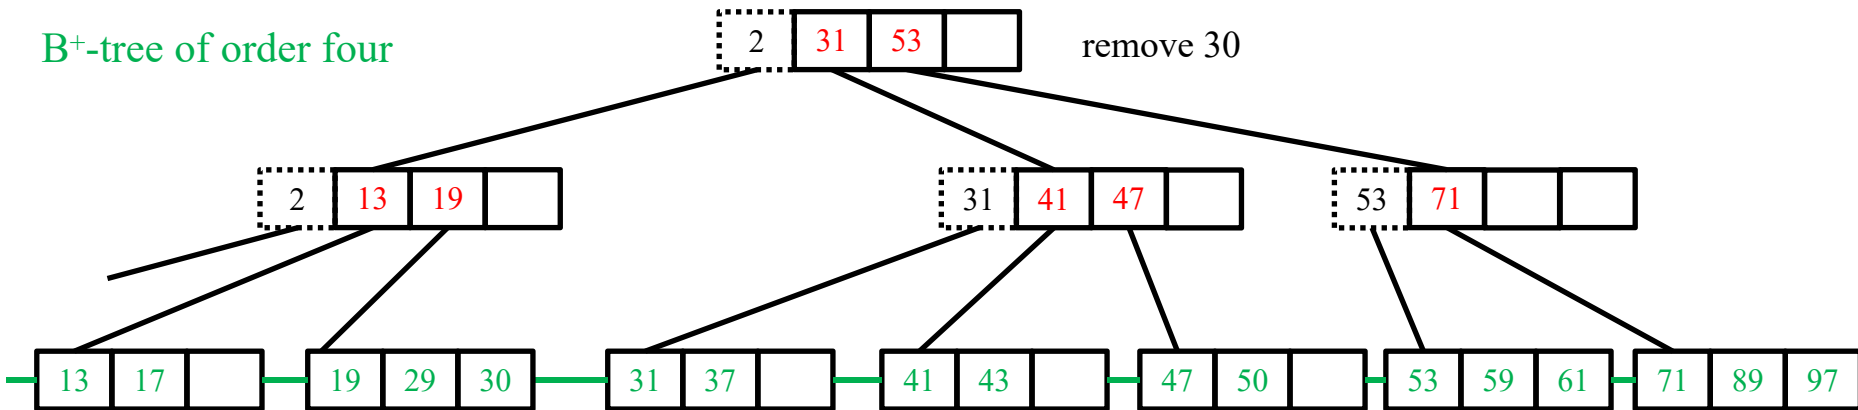 B⁺-tree of order four
2 31 53
remove 30
2 13 19
31 41 47
53 71
13 17
19 29 30
31 37
41 43
47 50
53 59 61
71 89 97